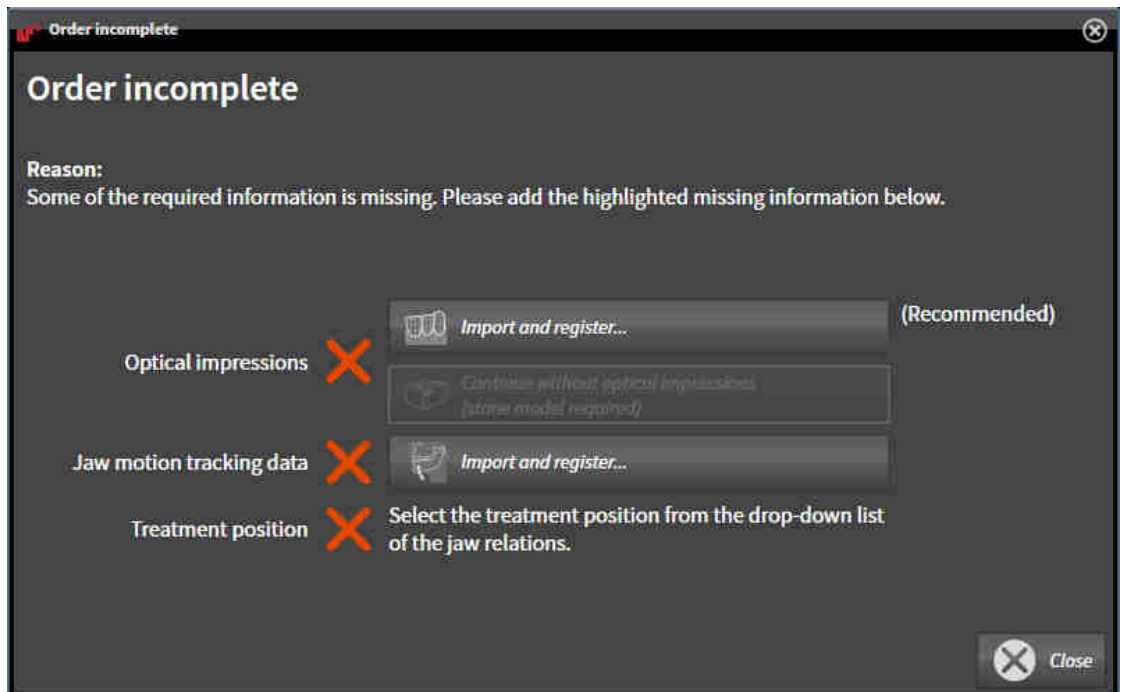 Order incomplete
Order incomplete
Reason:
Some of the required information is missing. Please add the highlighted missing information below.
Import and register...
(Recommended)
Optical impressions
Continue without optical impressions
(stone model required)
Jaw motion tracking data
Import and register...
Treatment position
Select the treatment position from the drop-down list
of the jaw relations.
Close